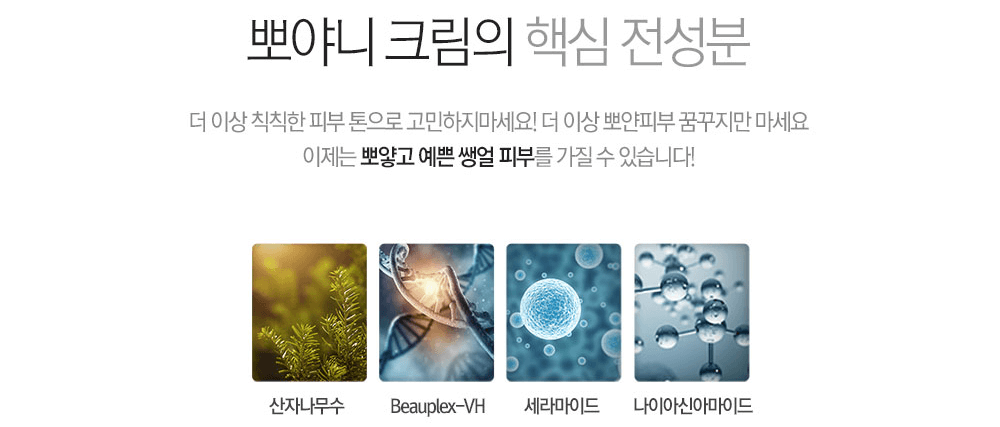 뽀야니 크림의 핵심 전성분
더 이상 칙칙한 피부 톤으로 고민하지마세요! 더 이상 뽀얀피부 꿈꾸지만 마세요
이제는 뽀얗고 예쁜 쌩얼 피부를 가질 수 있습니다!
산자나무수
Beauplex-VH
세라마이드
나이아신아마이드